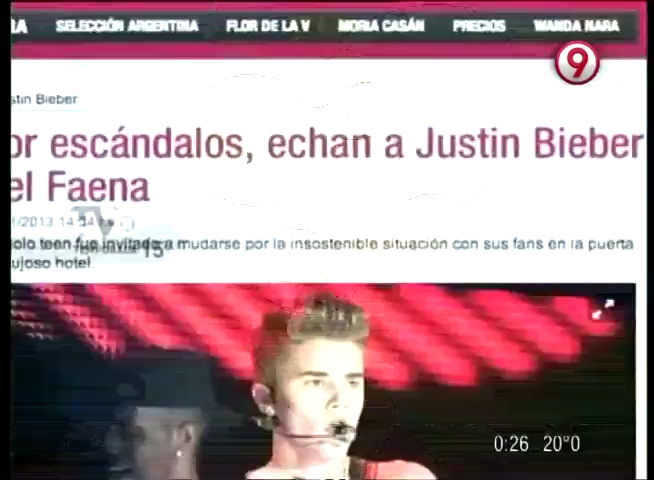 SELECCIÓN ARGENTINA FLOR DE LA V MORIA CASÁN PRECIOS WANDA NARA
9
stin Bieber
or escándalos, echan a Justin Bieber
el Faena
/2013 14:34
olo teen fue invitado a mudarse por la insostenible situación con sus fans en la puerta
ujoso hotel
15
0:26 20°0